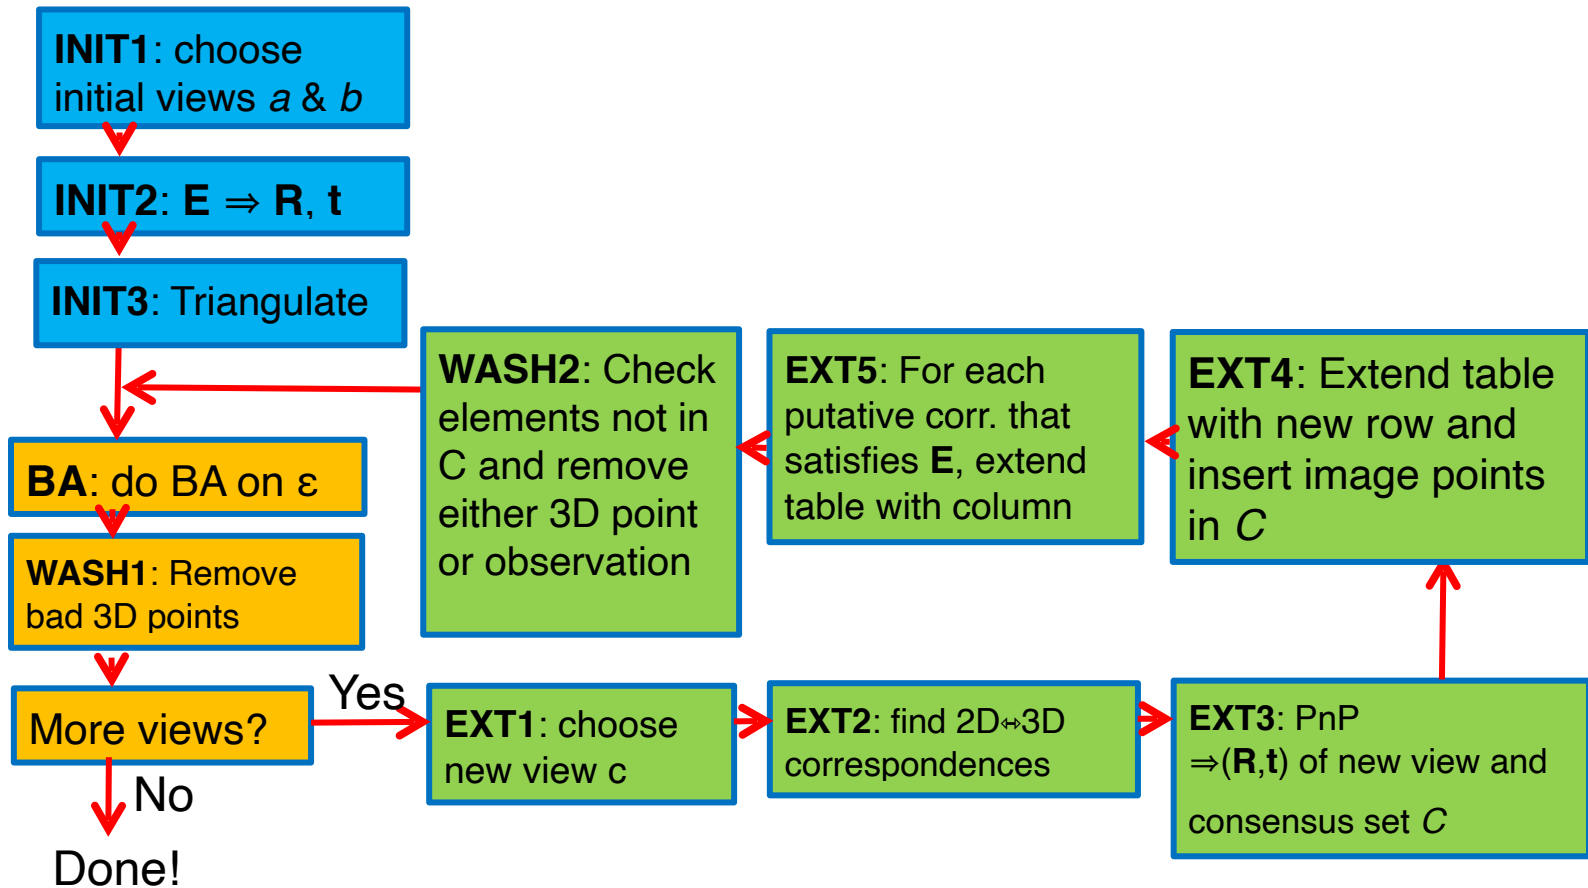 INIT1: choose
initial views a & b
INIT2: E ⇒ R, t
INIT3: Triangulate
BA: do BA on ε
WASH1: Remove
bad 3D points
More views?
Yes
No
Done!
EXT1: choose
new view c
EXT2: find 2D⇔3D
correspondences
EXT3: PnP
⇒(R,t) of new view and
consensus set C
EXT4: Extend table
with new row and
insert image points
in C
EXT5: For each
putative corr. that
satisfies E, extend
table with column
WASH2: Check
elements not in
C and remove
either 3D point
or observation